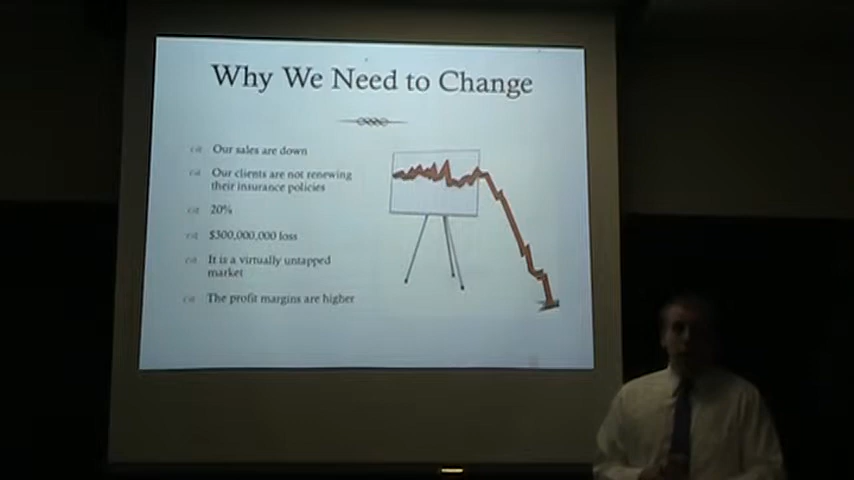 Why We Need to Change
Our sales are down
Our clients are not renewing
their insurance policies
20%
$300,000,000 loss
It is a virtually untapped
market
The profit margins are higher